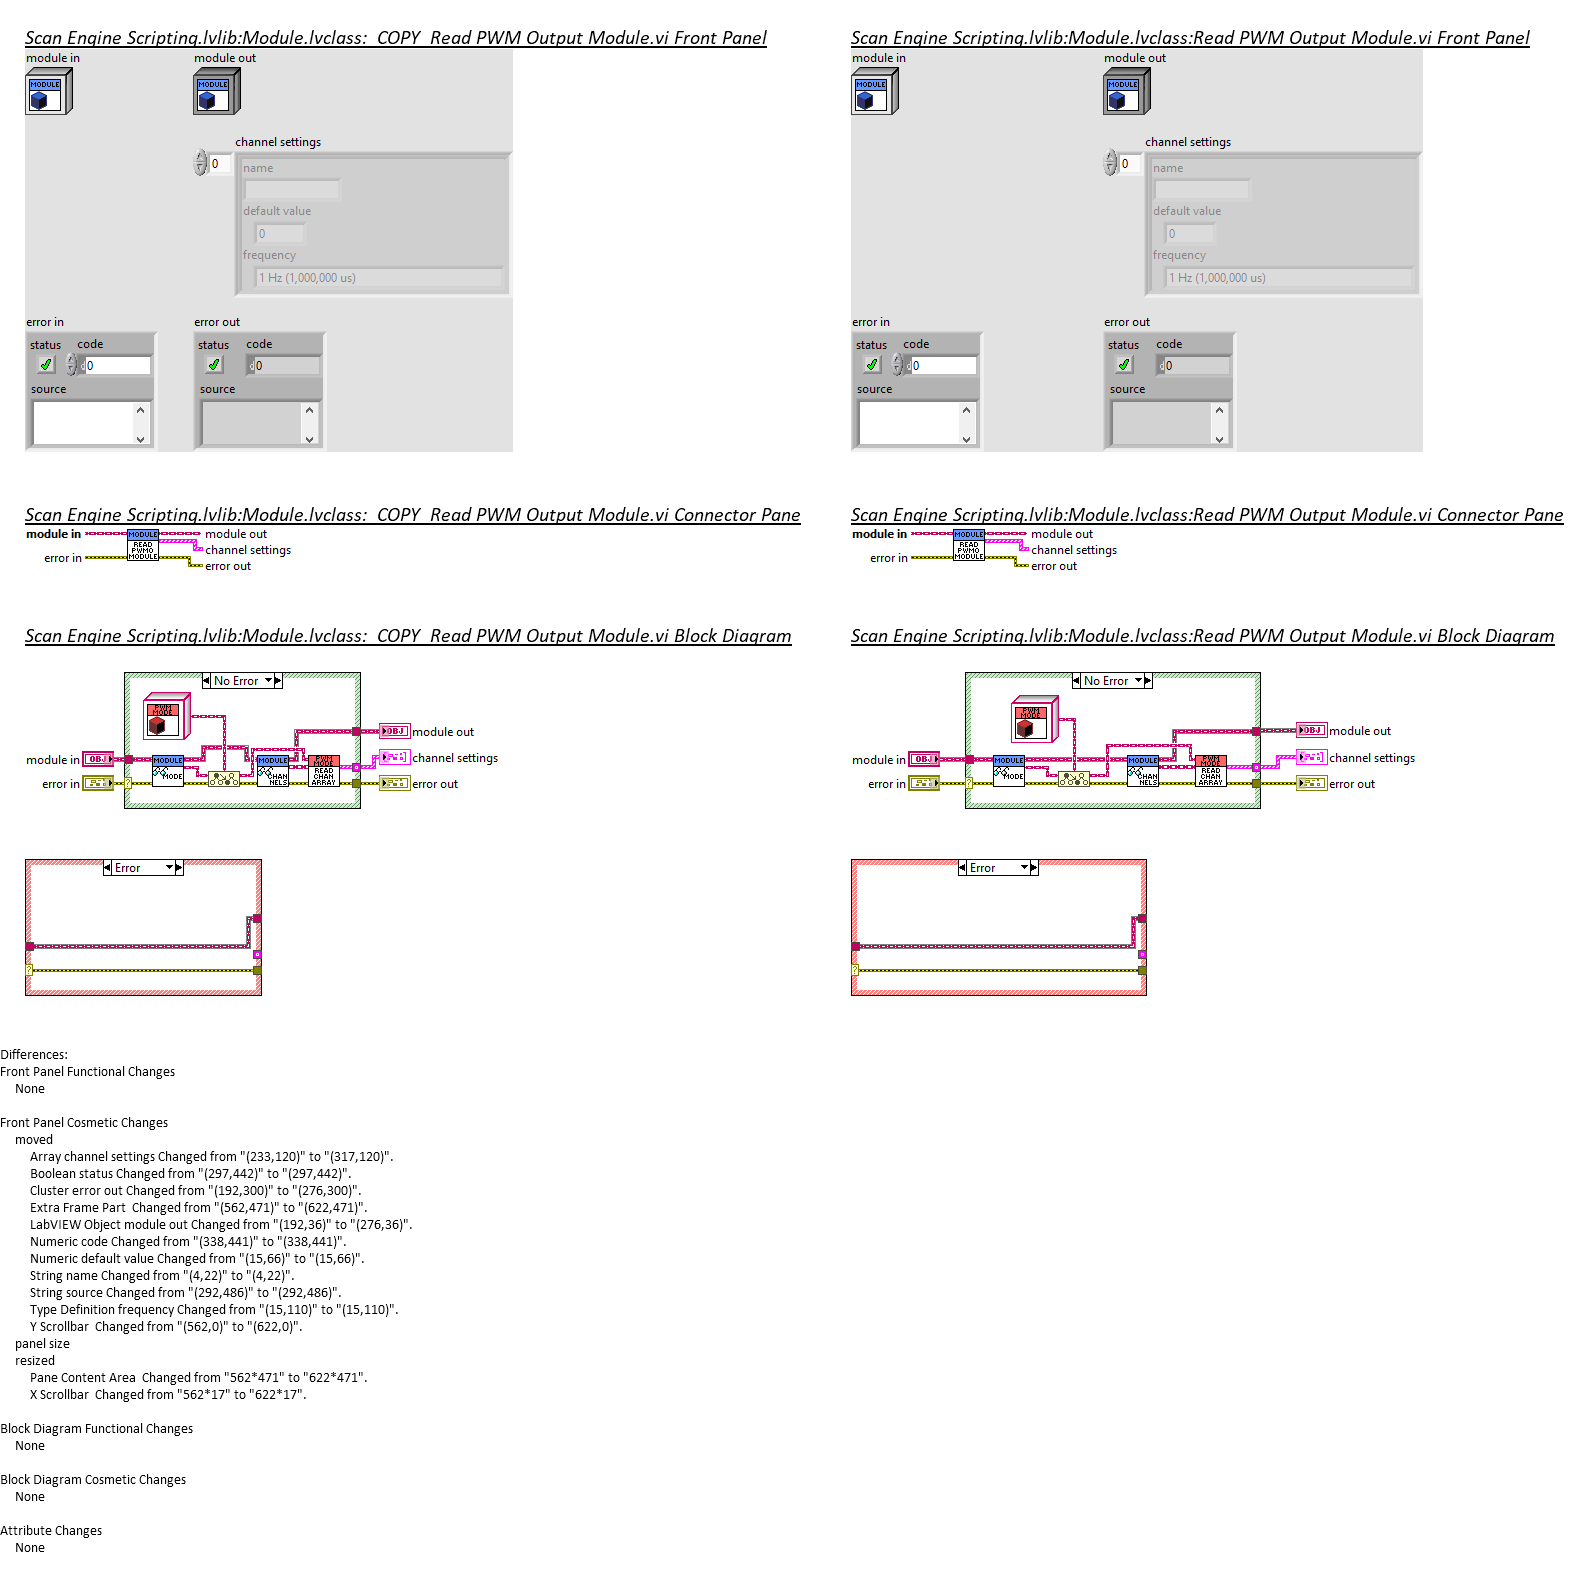 Scan Engine Scripting.lvlib:Module.lvclass:  COPY  Read PWM Output Module.vi Front Panel
module in
module out
MODULE
MODULE
channel settings
0
name
default value
0
frequency
1 Hz (1,000,000 us)
error in
error out
status code
status code
d0
d0
source
source
Scan Engine Scripting.lvlib:Module.lvclass:Read PWM Output Module.vi Front Panel
module in
module out
MODULE
MODULE
channel settings
0
name
default value
0
frequency
1 Hz (1,000,000 us)
error in
error out
status code
status code
d0
d0
source
source
Scan Engine Scripting.lvlib:Module.lvclass:  COPY  Read PWM Output Module.vi Connector Pane
module in
error in
MODULE
READ
PWMO
MODULE
module out
channel settings
error out
Scan Engine Scripting.lvlib:Module.lvclass:Read PWM Output Module.vi Connector Pane
module in
error in
MODULE
READ
PWMO
MODULE
module out
channel settings
error out
Scan Engine Scripting.lvlib:Module.lvclass:  COPY  Read PWM Output Module.vi Block Diagram
No Error
PWM
MODE
module in
OBJ
error in
?
MODULE
MODE
MODULE
CHAN
NELS
PWM
MODE
READ
CHAN
ARRAY
OBJ
module out
channel settings
error out
Error
?
Scan Engine Scripting.lvlib:Module.lvclass:Read PWM Output Module.vi Block Diagram
No Error
PWM
MODE
module in
OBJ
error in
?
MODULE
MODE
MODULE
CHAN
NELS
PWM
MODE
READ
CHAN
ARRAY
OBJ
module out
channel settings
error out
Error
?
Differences:
Front Panel Functional Changes
None
Front Panel Cosmetic Changes
moved
Array channel settings Changed from "(233,120)" to "(317,120)".
Boolean status Changed from "(297,442)" to "(297,442)".
Cluster error out Changed from "(192,300)" to "(276,300)".
Extra Frame Part  Changed from "(562,471)" to "(622,471)".
LabVIEW Object module out Changed from "(192,36)" to "(276,36)".
Numeric code Changed from "(338,441)" to "(338,441)".
Numeric default value Changed from "(15,66)" to "(15,66)".
String name Changed from "(4,22)" to "(4,22)".
String source Changed from "(292,486)" to "(292,486)".
Type Definition frequency Changed from "(15,110)" to "(15,110)".
Y Scrollbar  Changed from "(562,0)" to "(622,0)".
panel size
resized
Pane Content Area  Changed from "562*471" to "622*471".
X Scrollbar  Changed from "562*17" to "622*17".
Block Diagram Functional Changes
None
Block Diagram Cosmetic Changes
None
Attribute Changes
None